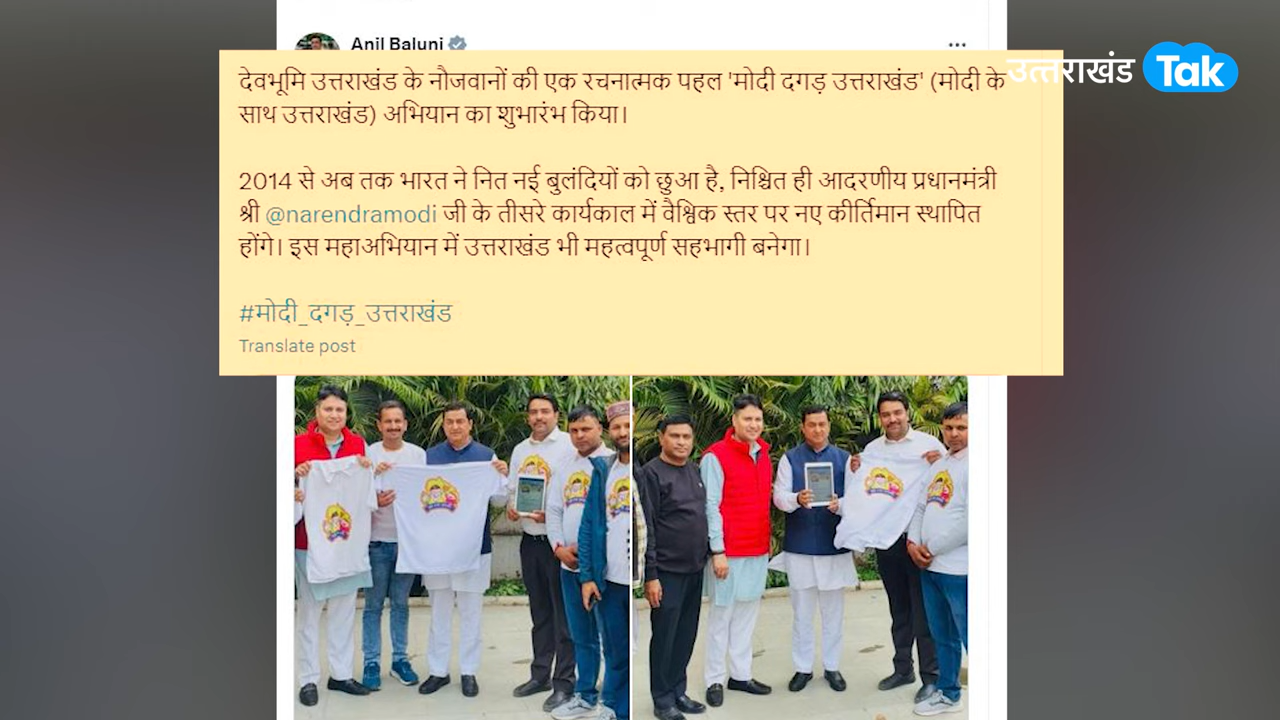 Anil Baluni
उत्तराखंड Tak
देवभूमि उत्तराखंड के नौजवानों की एक रचनात्मक पहल 'मोदी दगड़ उत्तराखंड' (मोदी के
साथ उत्तराखंड) अभियान का शुभारंभ किया।
2014 से अब तक भारत ने नित नई बुलंदियों को छुआ है, निश्चित ही आदरणीय प्रधानमंत्री
श्री @narendramodi जी के तीसरे कार्यकाल में वैश्विक स्तर पर नए कीर्तिमान स्थापित
होंगे। इस महाअभियान में उत्तराखंड भी महत्वपूर्ण सहभागी बनेगा।
#मोदी_दगड़_उत्तराखंड
Translate post